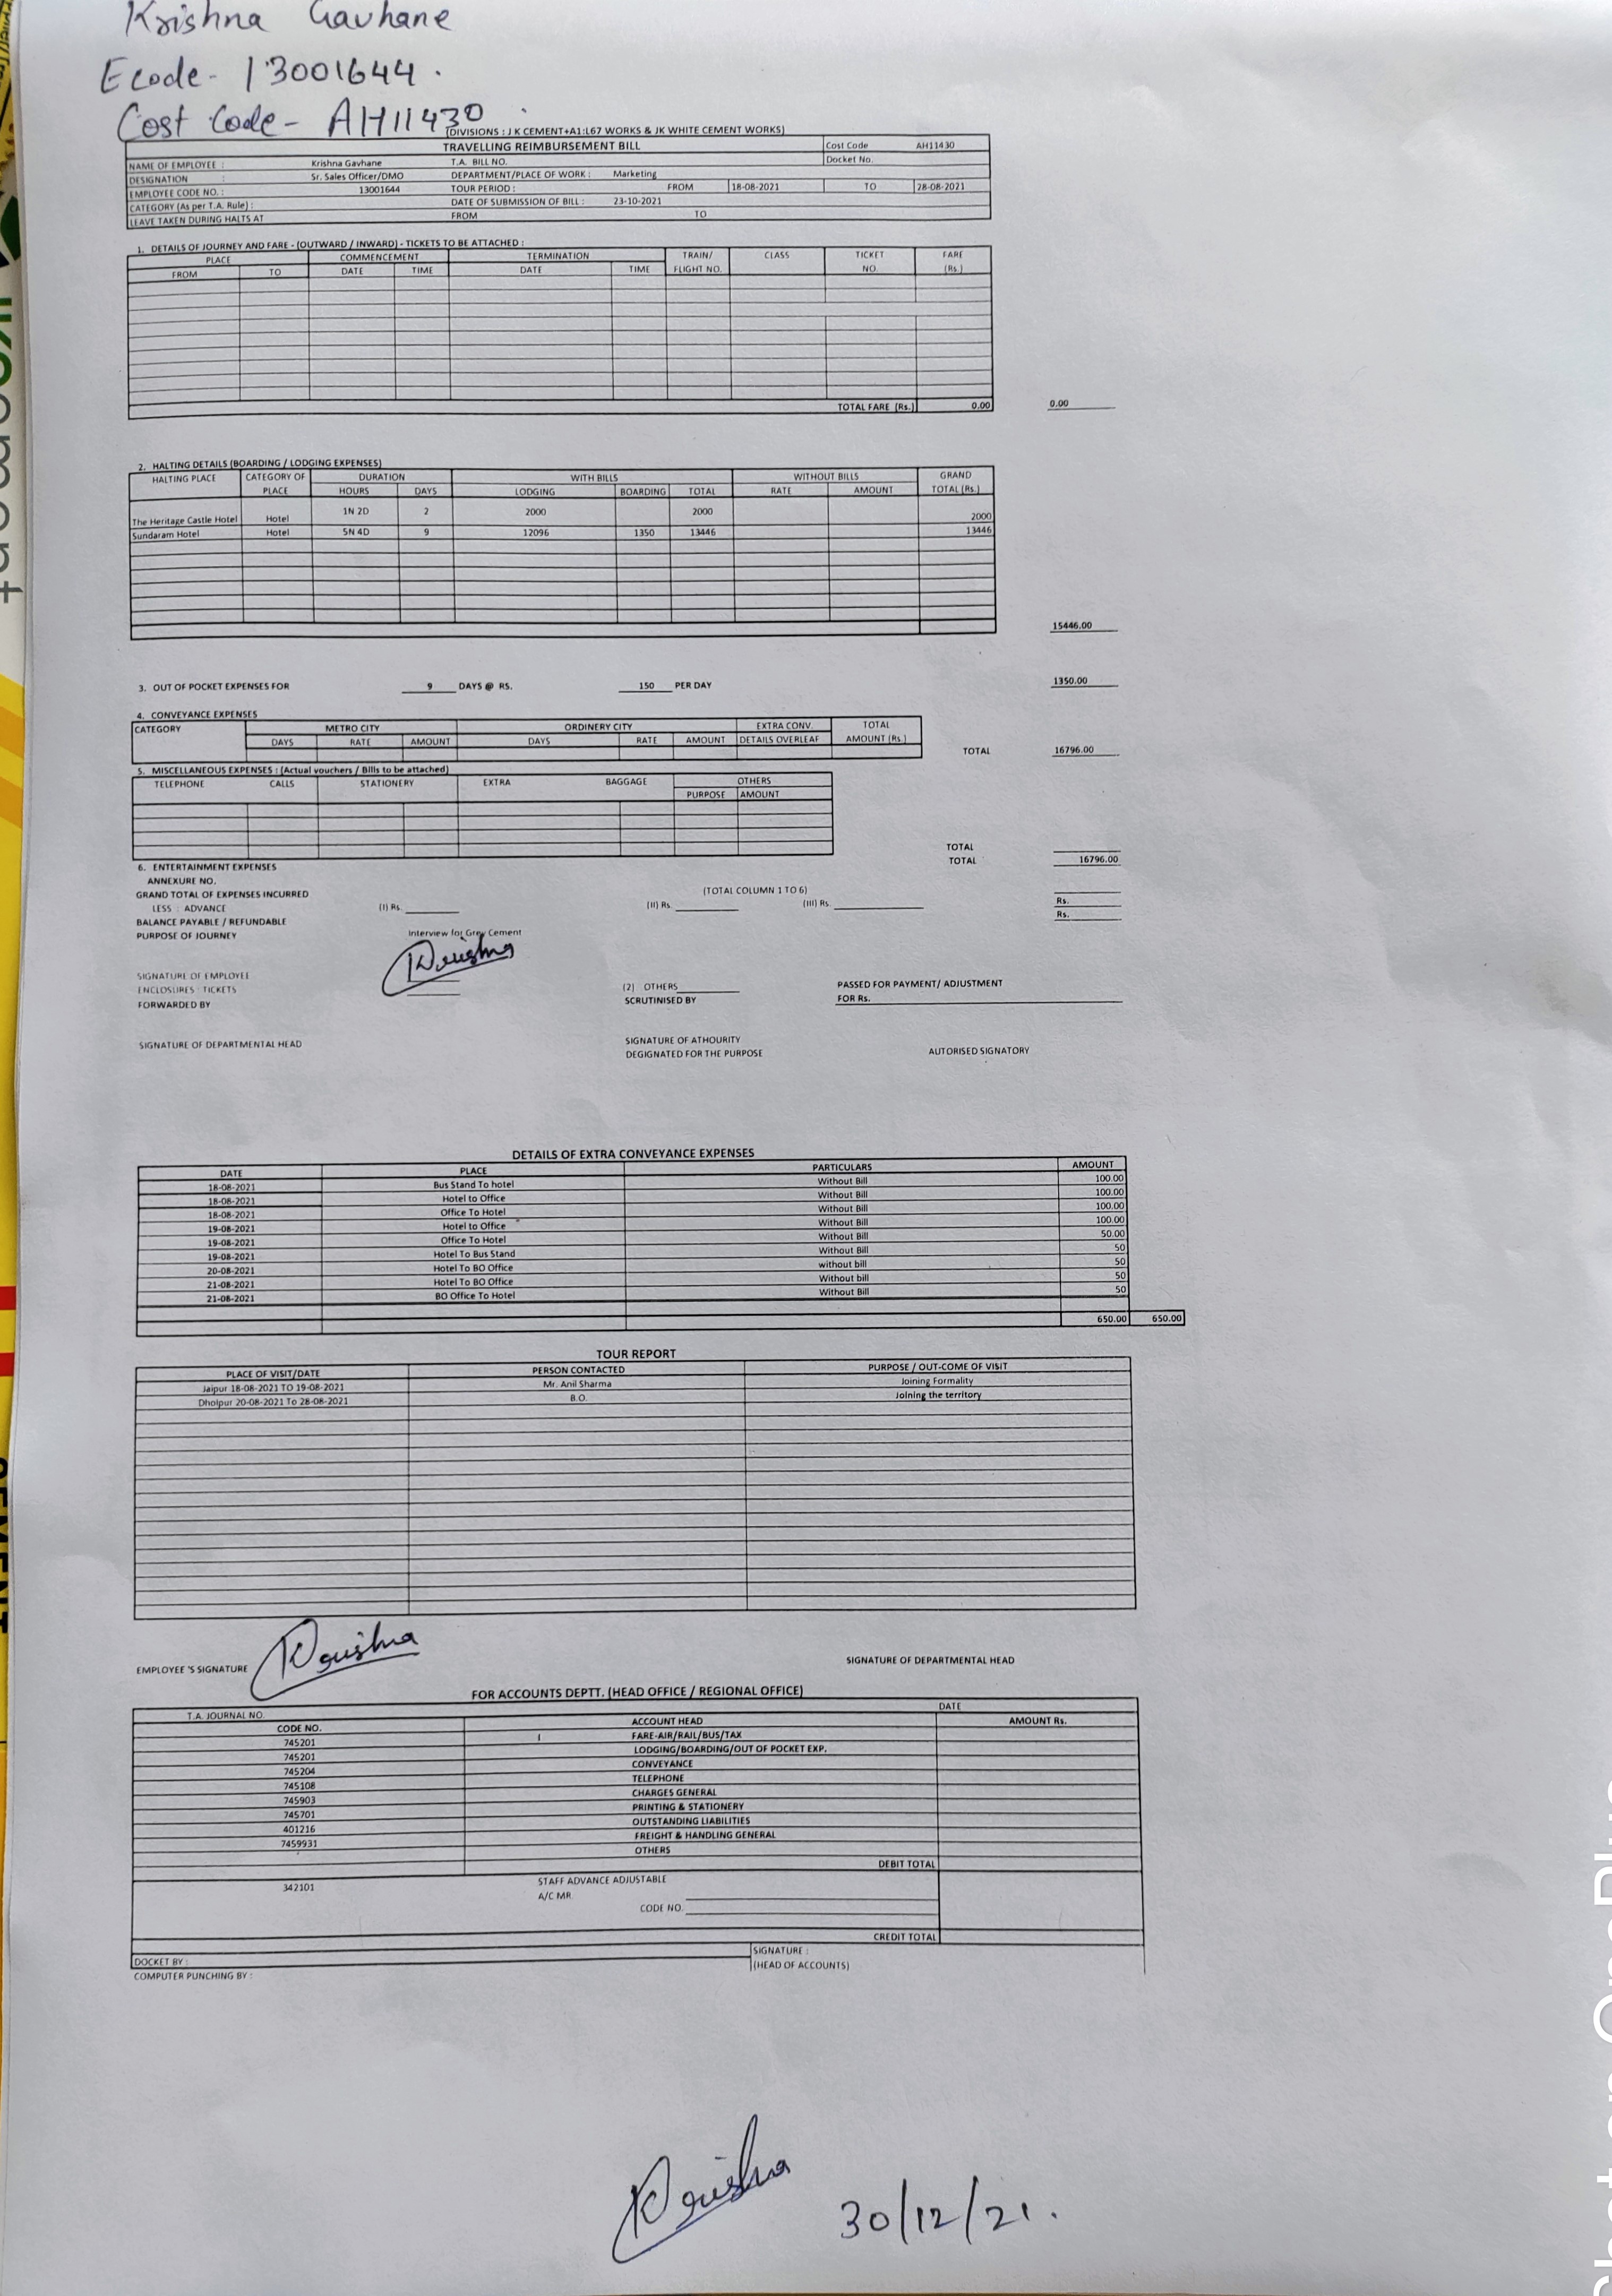 Krishna Gavhane
Ecode- 13001644.
Cost Code- AH11430
(DIVISIONS : J K CEMENT+A1:L67 WORKS & JK WHITE CEMENT WORKS)
TRAVELLING REIMBURSEMENT BILL Cost Code AH11430
NAME OF EMPLOYEE : Krishna Gavhane T.A. BILL NO. Docket No.
DESIGNATION : Sr. Sales Officer/DMO DEPARTMENT/PLACE OF WORK : Marketing
EMPLOYEE CODE NO. : 13001644 TOUR PERIOD : FROM 18-08-2021 TO 28-08-2021
CATEGORY (As per T.A. Rule) : DATE OF SUBMISSION OF BILL : 23-10-2021
LEAVE TAKEN DURING HALTS AT FROM TO
1. DETAILS OF JOURNEY AND FARE - (OUTWARD / INWARD) - TICKETS TO BE ATTACHED :
PLACE COMMENCEMENT TERMINATION TRAIN/ CLASS TICKET FARE
FROM TO DATE TIME DATE TIME FLIGHT NO. NO. (Rs.)
TOTAL FARE (Rs.) 0.00 0.00
2. HALTING DETAILS (BOARDING / LODGING EXPENSES)
HALTING PLACE CATEGORY OF DURATION WITH BILLS WITHOUT BILLS GRAND
PLACE HOURS DAYS LODGING BOARDING TOTAL RATE AMOUNT TOTAL (Rs.)
The Heritage Castle Hotel Hotel 1N 2D 2 2000 2000 2000
Sundaram Hotel Hotel 5N 4D 9 12096 1350 13446 13446
15446.00
3. OUT OF POCKET EXPENSES FOR 9 DAYS @ RS. 150 PER DAY 1350.00
4. CONVEYANCE EXPENSES
CATEGORY METRO CITY ORDINERY CITY EXTRA CONV. TOTAL
DAYS RATE AMOUNT DAYS RATE AMOUNT DETAILS OVERLEAF AMOUNT (Rs.)
TOTAL 16796.00
5. MISCELLANEOUS EXPENSES : (Actual vouchers / Bills to be attached)
TELEPHONE CALLS STATIONERY EXTRA BAGGAGE OTHERS
PURPOSE AMOUNT
TOTAL
6. ENTERTAINMENT EXPENSES TOTAL 16796.00
ANNEXURE NO.
GRAND TOTAL OF EXPENSES INCURRED (TOTAL COLUMN 1 TO 6)
LESS : ADVANCE (I) Rs. (II) Rs. (III) Rs. Rs.
BALANCE PAYABLE / REFUNDABLE Rs.
PURPOSE OF JOURNEY Interview for Grey Cement
Krishna
SIGNATURE OF EMPLOYEE
ENCLOSURES : TICKETS (2) OTHERS PASSED FOR PAYMENT/ ADJUSTMENT
FORWARDED BY SCRUTINISED BY FOR Rs.
SIGNATURE OF DEPARTMENTAL HEAD SIGNATURE OF ATHOURITY
DEGIGNATED FOR THE PURPOSE AUTORISED SIGNATORY
DETAILS OF EXTRA CONVEYANCE EXPENSES
DATE PLACE PARTICULARS AMOUNT
18-08-2021 Bus Stand To hotel Without Bill 100.00
18-08-2021 Hotel to Office Without Bill 100.00
18-08-2021 Office To Hotel Without Bill 100.00
19-08-2021 Hotel to Office Without Bill 100.00
19-08-2021 Office To Hotel Without Bill 50.00
19-08-2021 Hotel To Bus Stand Without Bill 50
20-08-2021 Hotel To BO Office without bill 50
21-08-2021 Hotel To BO Office Without bill 50
21-08-2021 BO Office To Hotel Without Bill 50
650.00 650.00
TOUR REPORT
PLACE OF VISIT/DATE PERSON CONTACTED PURPOSE / OUT-COME OF VISIT
Jaipur 18-08-2021 TO 19-08-2021 Mr. Anil Sharma Joining Formality
Dholpur 20-08-2021 To 28-08-2021 B.O. Joining the territory
Krishna
EMPLOYEE 'S SIGNATURE SIGNATURE OF DEPARTMENTAL HEAD
FOR ACCOUNTS DEPTT. (HEAD OFFICE / REGIONAL OFFICE)
T.A. JOURNAL NO. DATE
CODE NO. ACCOUNT HEAD AMOUNT Rs.
745201 FARE-AIR/RAIL/BUS/TAX
745201 LODGING/BOARDING/OUT OF POCKET EXP.
745204 CONVEYANCE
745108 TELEPHONE
745903 CHARGES GENERAL
745701 PRINTING & STATIONERY
401216 OUTSTANDING LIABILITIES
7459931 FREIGHT & HANDLING GENERAL
OTHERS
DEBIT TOTAL
342101 STAFF ADVANCE ADJUSTABLE
A/C MR.
CODE NO.
CREDIT TOTAL
DOCKET BY : SIGNATURE :
COMPUTER PUNCHING BY : (HEAD OF ACCOUNTS)
Krishna 30/12/21.